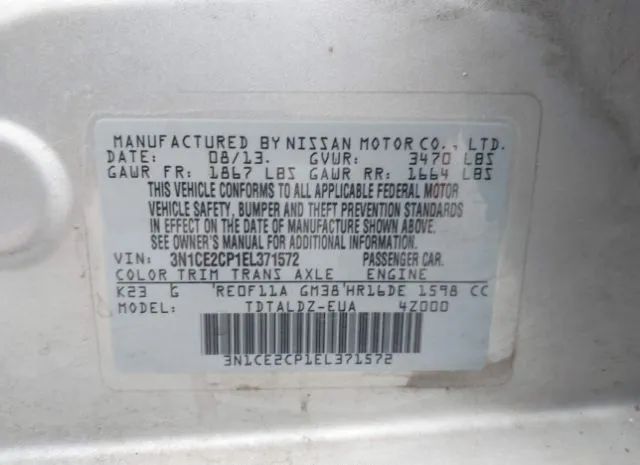 MANUFACTURED BY NISSAN MOTOR CO., LTD.
DATE: 08/13. GVWR: 3470 LBS
GAWR FR: 1867 LBS GAWR RR: 1664 LBS
THIS VEHICLE CONFORMS TO ALL APPLICABLE FEDERAL MOTOR
VEHICLE SAFETY, BUMPER AND THEFT PREVENTION STANDARDS
IN EFFECT ON THE DATE OF MANUFACTURE SHOWN ABOVE.
SEE OWNER'S MANUAL FOR ADDITIONAL INFORMATION.
VIN: 3N1CE2CP1EL371572 PASSENGER CAR.
COLOR TRIM TRANS AXLE ENGINE
K23 G 'RE0F11A GM38'HR16DE 1598 CC
MODEL: TDTALDZ-EUA 4Z000
3N1CE2CP1EL371572